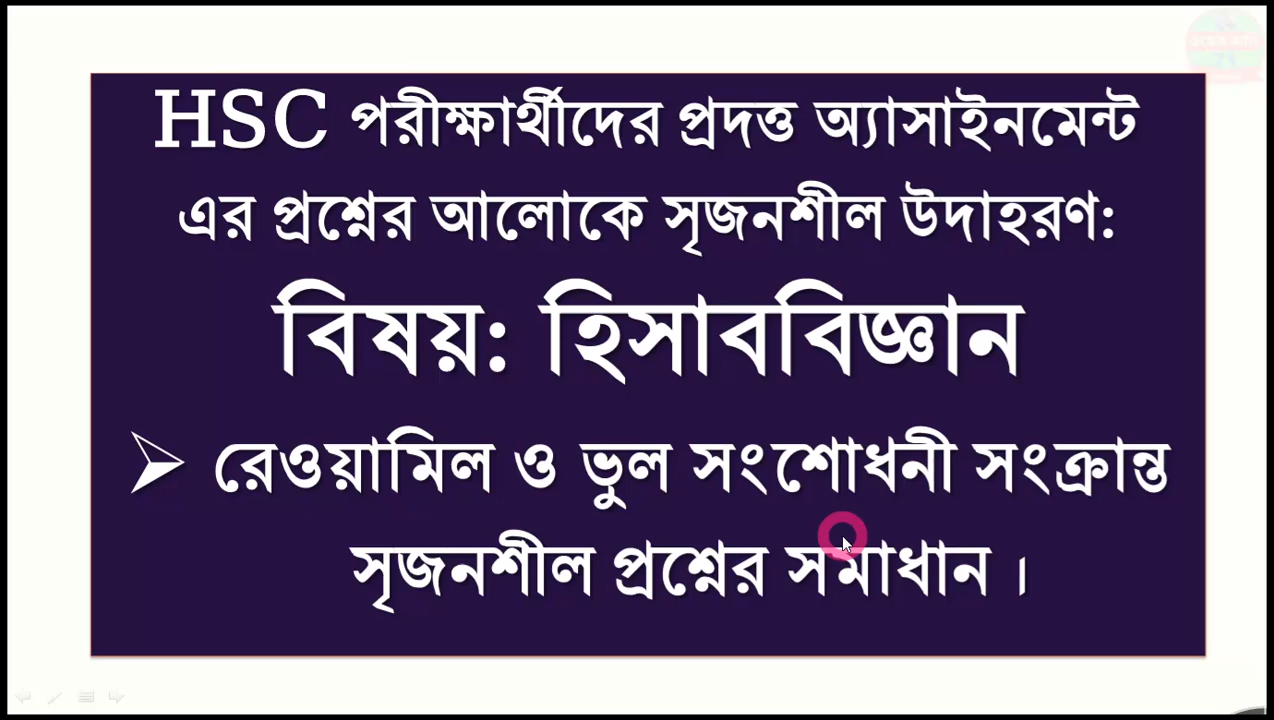 HSC পরীক্ষার্থীদের প্রদত্ত অ্যাসাইনমেন্ট
এর প্রশ্নের আলোকে সৃজনশীল উদাহরণ:
বিষয়: হিসাববিজ্ঞান
➢ রেওয়ামিল ও ভুল সংশোধনী সংক্রান্ত
সৃজনশীল প্রশ্নের সমাধান ।